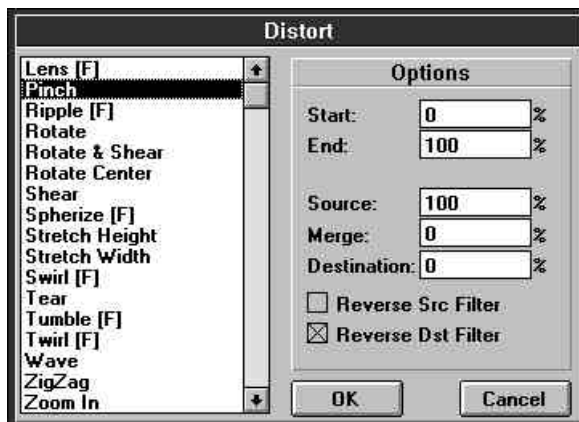 Distort
Lens [F]
Pinch
Ripple [F]
Rotate
Rotate & Shear
Rotate Center
Shear
Spherize [F]
Stretch Height
Stretch Width
Swirl [F]
Tear
Tumble [F]
Twirl [F]
Wave
ZigZag
Zoom In
Options
Start: 0 %
End: 100 %
Source: 100 %
Merge: 0 %
Destination: 0 %
Reverse Src Filter
Reverse Dst Filter
OK
Cancel